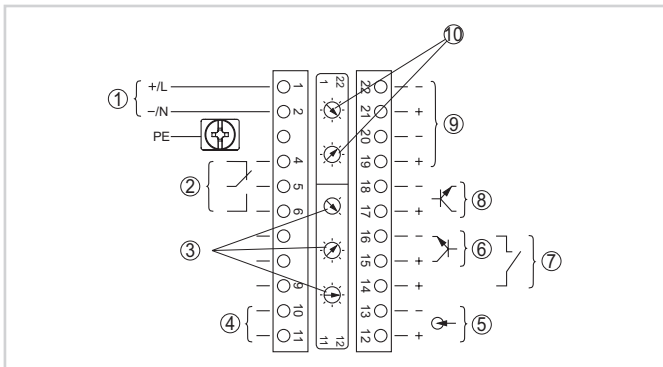 ⑩
① +/L 1 1 22 22 −
−/N 2 21 + ⑨
PE 20 −
4 19 +
② 5 18 − ⑧
6 17 +
16 − ⑥
③ 15 + ⑦
9 14 +
④ 10 13 − ⑤
11 11 12 12 +